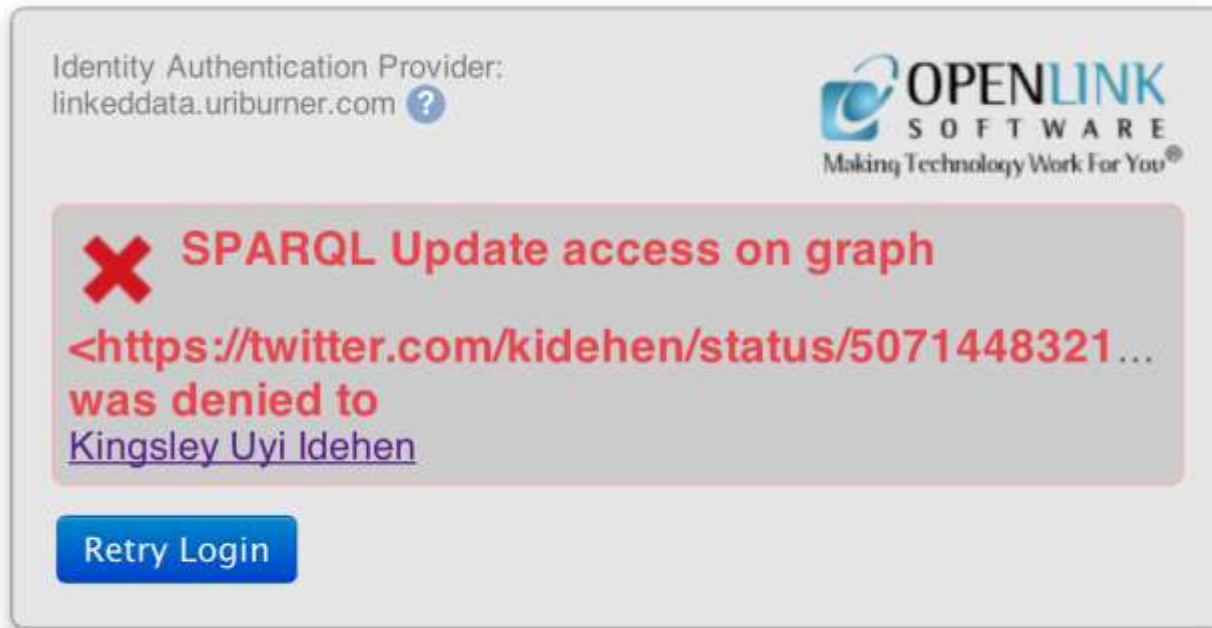 Identity Authentication Provider:
linkeddata.uriburner.com ?
OPENLINK
SOFTWARE
Making Technology Work For You®
SPARQL Update access on graph
<https://twitter.com/kidehen/status/5071448321...
was denied to
Kingsley Uyi Idehen
Retry Login